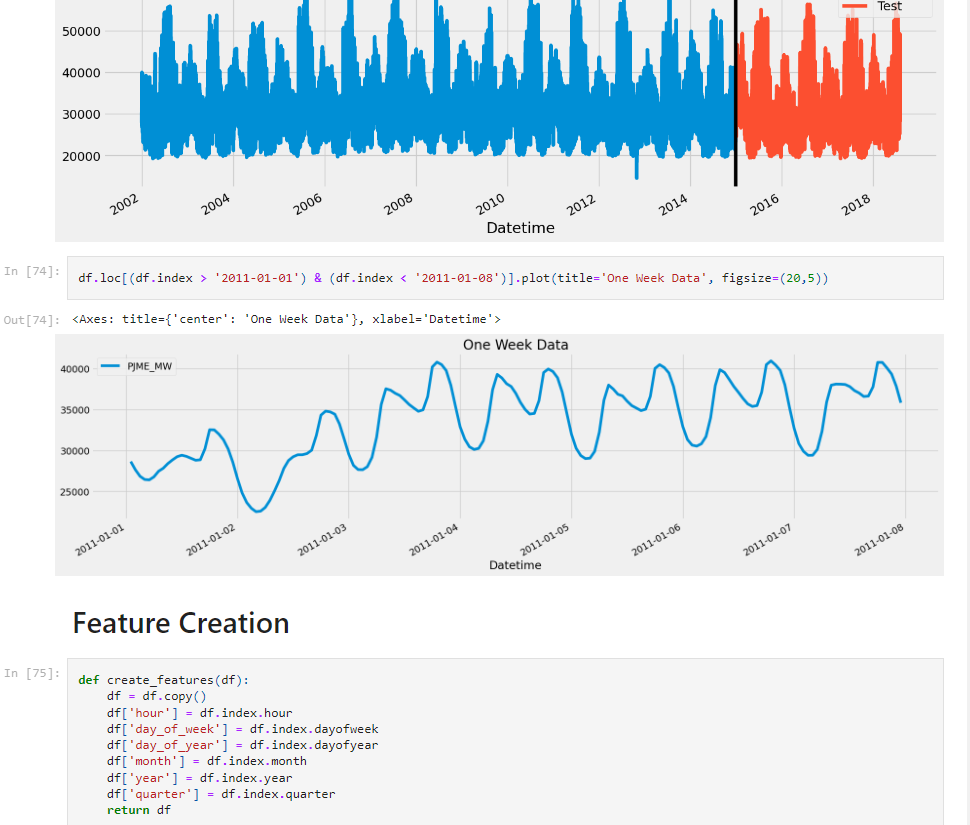 Test
50000
40000
30000
20000
2002 2004 2006 2008 2010 2012 2014 2016 2018
Datetime
In [74]: df.loc[(df.index > '2011-01-01') & (df.index < '2011-01-08')].plot(title='One Week Data', figsize=(20,5))
Out[74]: <Axes: title={'center': 'One Week Data'}, xlabel='Datetime'>
One Week Data
PJME_MW
40000
35000
30000
25000
2011-01-01 2011-01-02 2011-01-03 2011-01-04 2011-01-05 2011-01-06 2011-01-07 2011-01-08
Datetime
Feature Creation
In [75]: def create_features(df):
    df = df.copy()
    df['hour'] = df.index.hour
    df['day_of_week'] = df.index.dayofweek
    df['day_of_year'] = df.index.dayofyear
    df['month'] = df.index.month
    df['year'] = df.index.year
    df['quarter'] = df.index.quarter
    return df